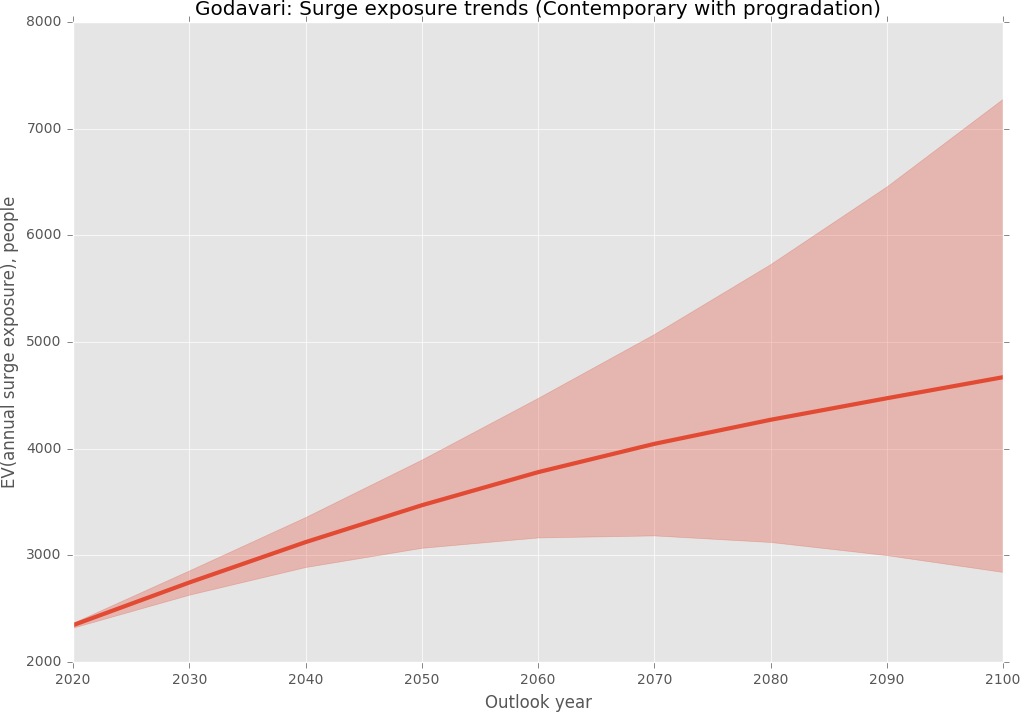 Godavari: Surge exposure trends (Contemporary with progradation)
EV(annual surge exposure), people
8000
7000
6000
5000
4000
3000
2000
2020 2030 2040 2050 2060 2070 2080 2090 2100
Outlook year